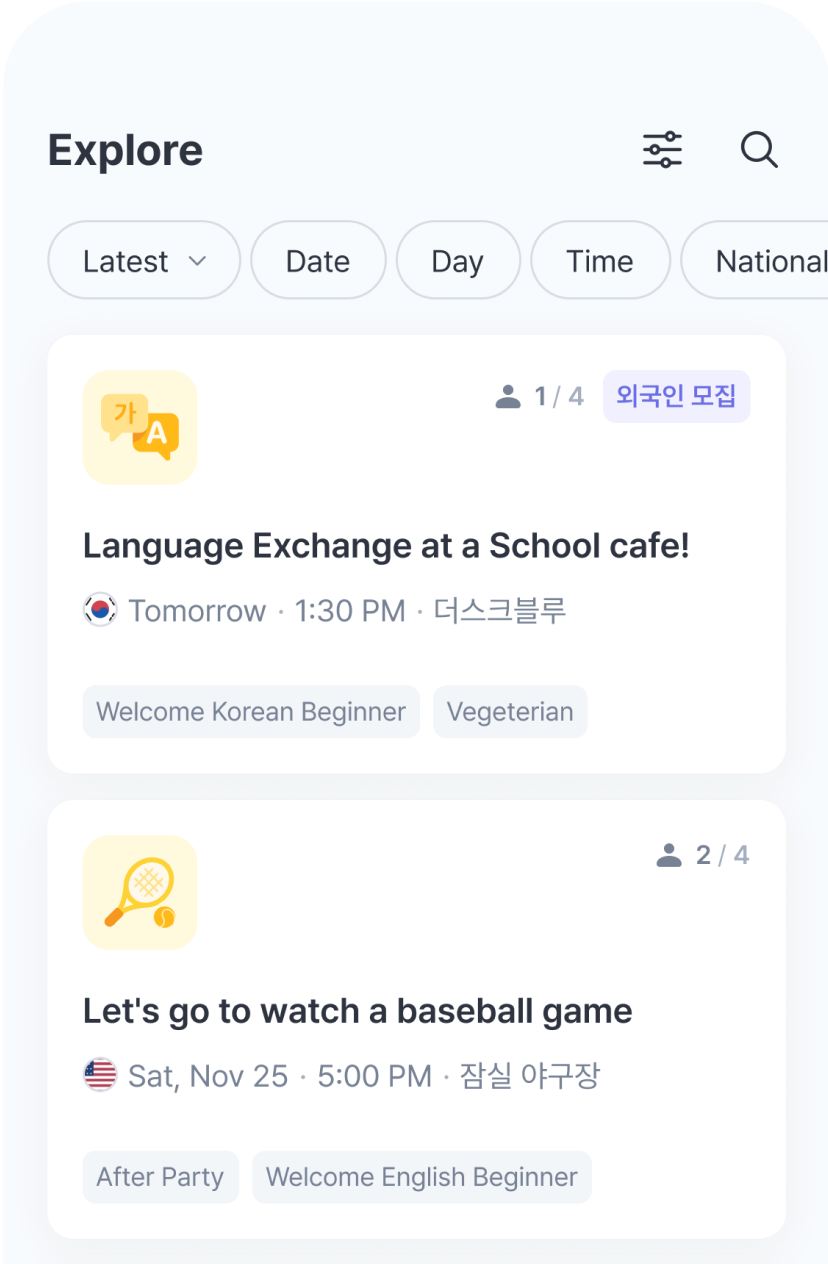 Explore
Latest Date Day Time National
가 A
1 / 4 외국인 모집
Language Exchange at a School cafe!
Tomorrow · 1:30 PM · 더스크블루
Welcome Korean Beginner Vegeterian
2 / 4
Let's go to watch a baseball game
Sat, Nov 25 · 5:00 PM · 잠실 야구장
After Party Welcome English Beginner